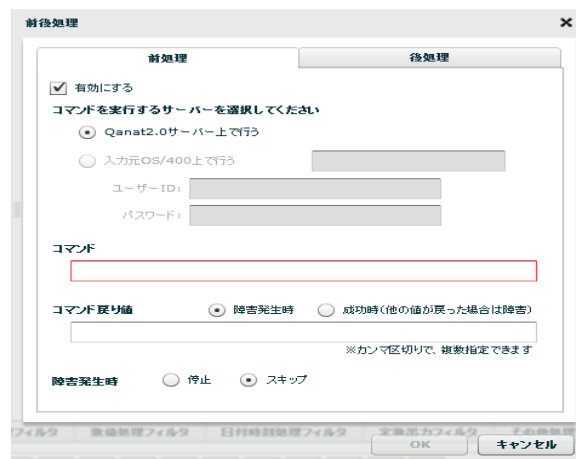 前後処理
前処理
後処理
有効にする
コマンドを実行するサーバーを選択してください
Qanat2.0サーバー上で行う
入力元OS/400上で行う
ユーザーID:
パスワード:
コマンド
コマンド戻り値
障害発生時
成功時(他の値が戻った場合は障害)
※カンマ区切りで、複数指定できます
障害発生時
停止
スキップ
フィルタ
数値処理フィルタ
日付時刻処理フィルタ
定数出力フィルタ
その他処理
OK
キャンセル